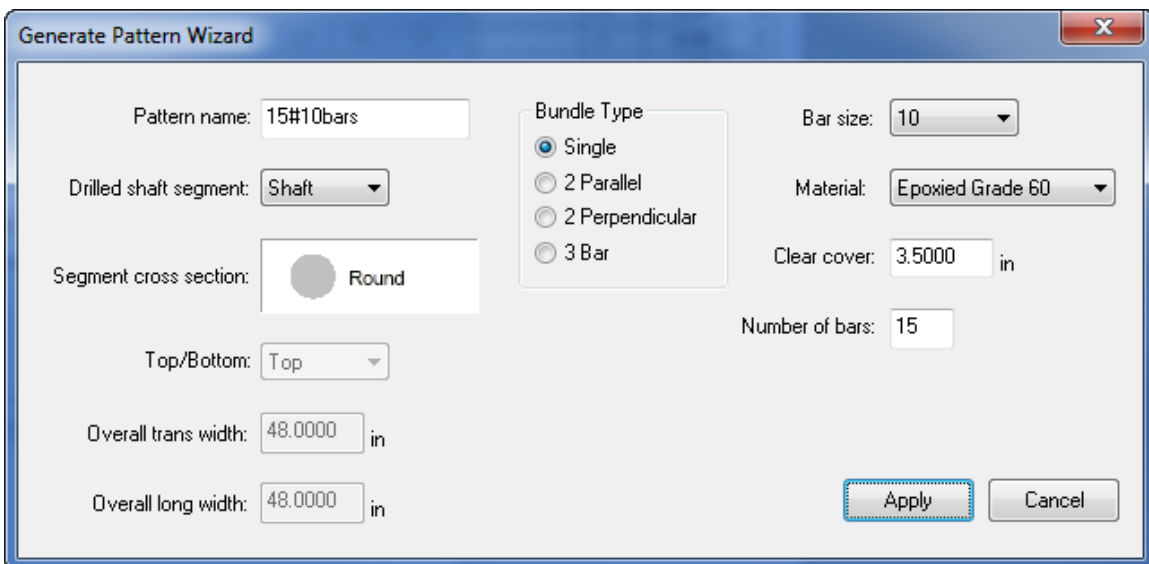 Generate Pattern Wizard
Pattern name: 15#10bars
Drilled shaft segment: Shaft
Segment cross section: Round
Top/Bottom: Top
Overall trans width: 48.0000 in
Overall long width: 48.0000 in
Bundle Type
Single
2 Parallel
2 Perpendicular
3 Bar
Bar size: 10
Material: Epoxied Grade 60
Clear cover: 3.5000 in
Number of bars: 15
Apply Cancel